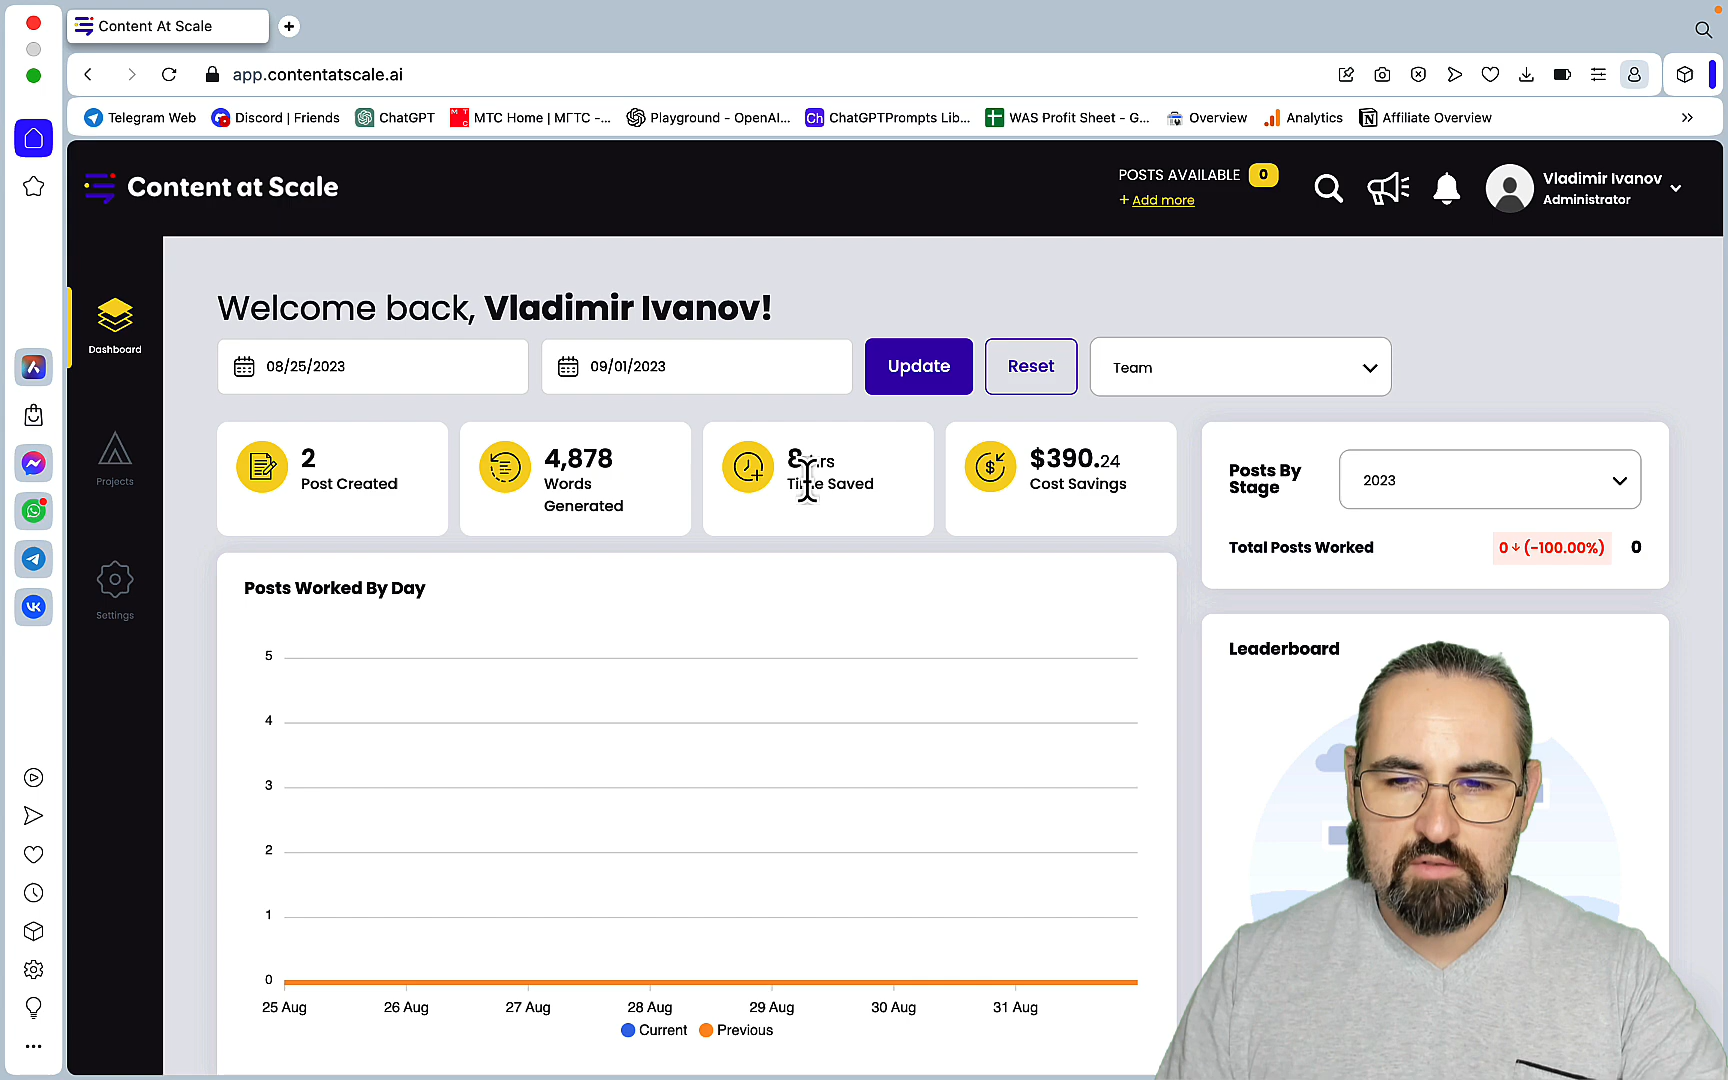 Content At Scale
app.contentatscale.ai
Telegram Web
Discord | Friends
ChatGPT
МТС Home | МГТС -...
Playground - OpenAI...
Ch
ChatGPTPrompts Lib...
WAS Profit Sheet - G...
Overview
Analytics
Affiliate Overview
Content at Scale
POSTS AVAILABLE 0
+ Add more
Vladimir Ivanov
Administrator
Dashboard
Projects
Settings
Welcome back, Vladimir Ivanov!
08/25/2023
09/01/2023
Update
Reset
Team
2
Post Created
4,878
Words
Generated
Saved
$390.24
Cost Savings
Posts By
Stage
2023
Total Posts Worked
0 ↓ (-100.00%)
0
Posts Worked By Day
5
4
3
2
1
0
25 Aug
26 Aug
27 Aug
28 Aug
29 Aug
30 Aug
31 Aug
Current
Previous
Leaderboard